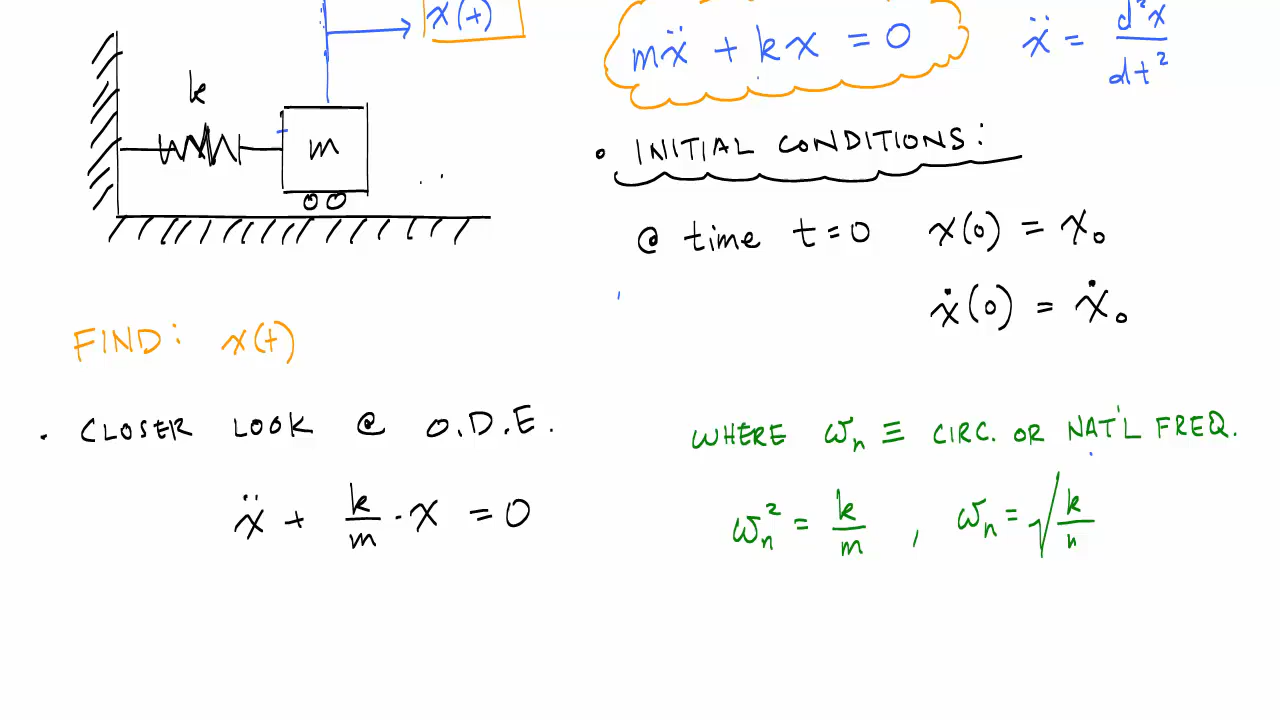 x(t)
mẍ + kx = 0
ẍ = d²x/dt²
k
m
• INITIAL CONDITIONS:
@ time t=0 x(0) = x₀
ẋ(0) = ẋ₀
FIND: x(t)
• CLOSER LOOK @ O.D.E.
ẍ + k/m · x = 0
WHERE ωₙ ≡ CIRC. OR NAT'L FREQ.
ωₙ² = k/m , ωₙ = √k/